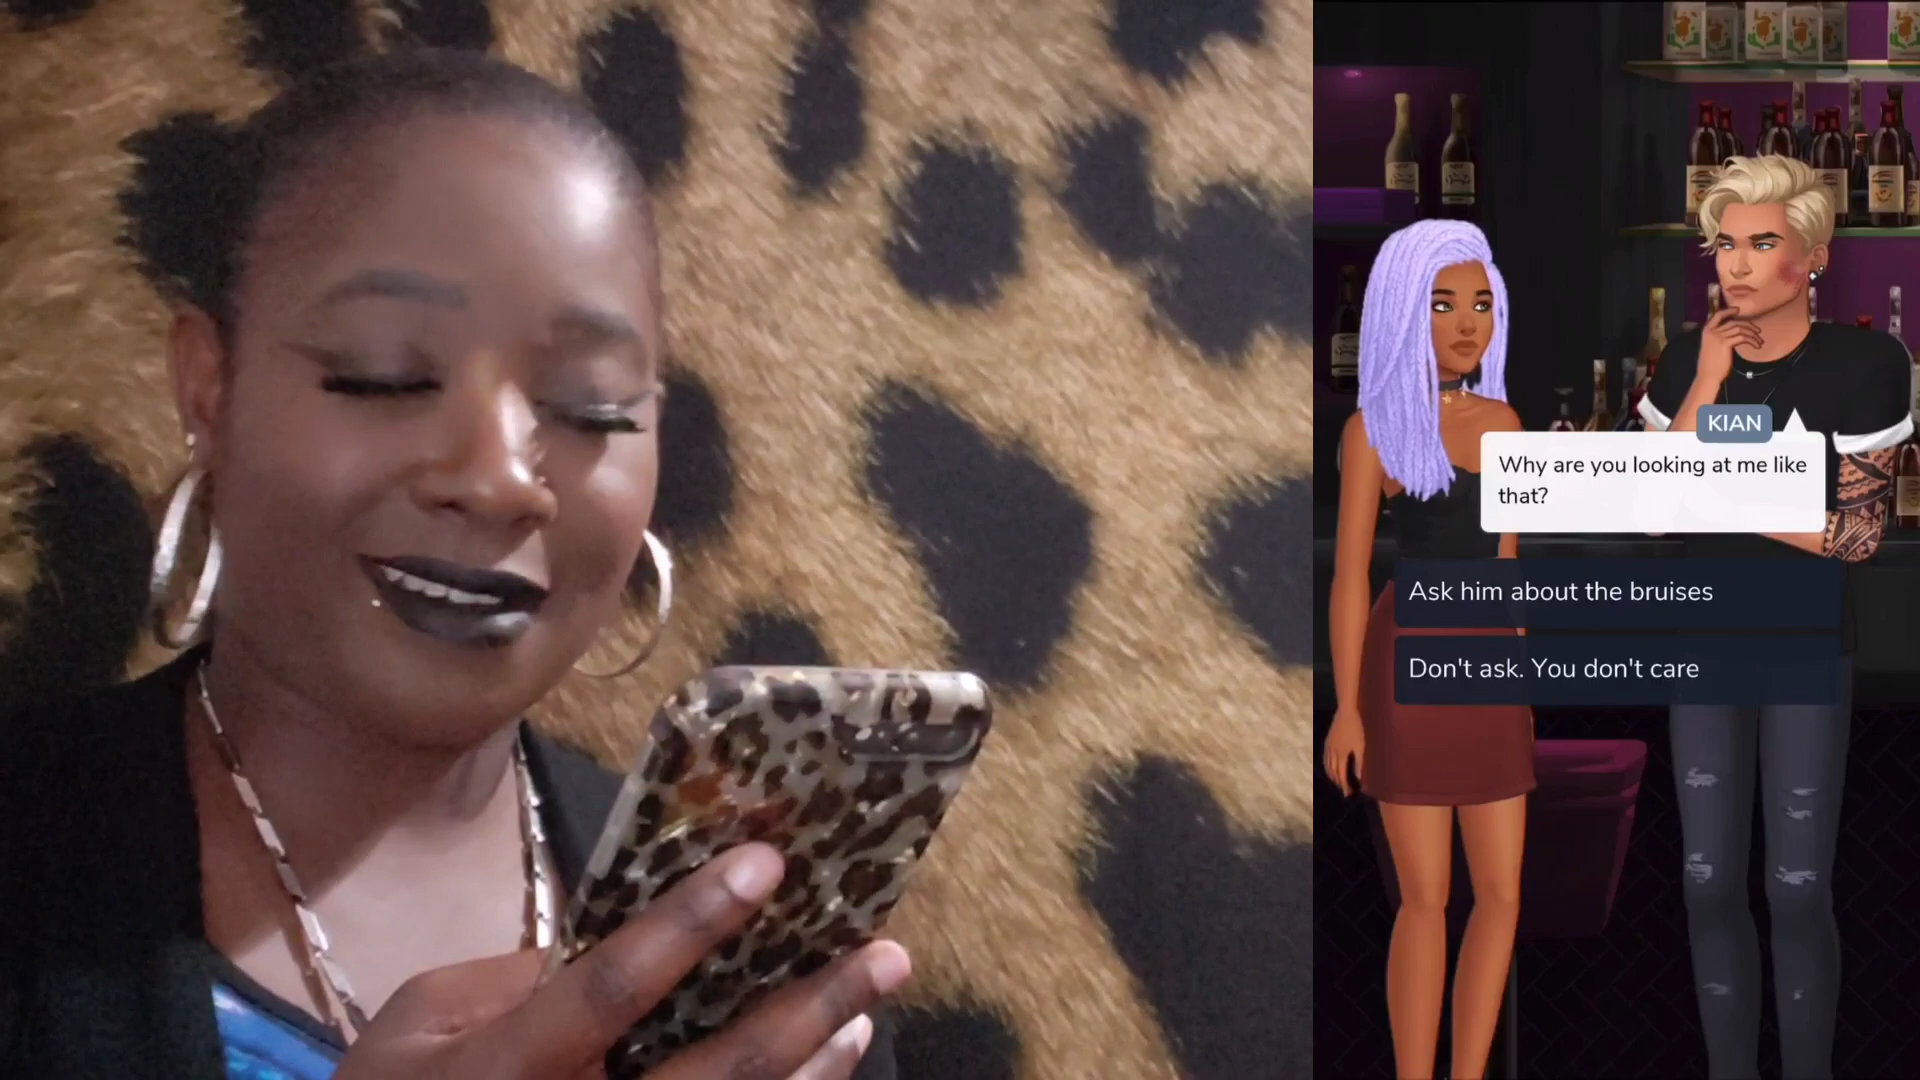 KIAN
Why are you looking at me like
that?
Ask him about the bruises
Don't ask. You don't care